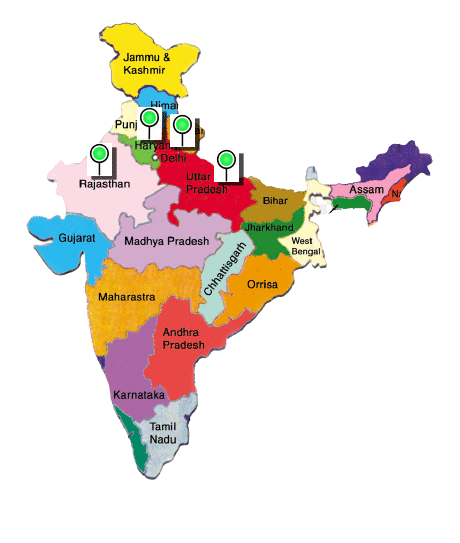 Jammu &
Kashmir
Hima
Punj
Haryan
Delhi
Rajasthan
Uttar
Pradesh
Bihar
Assam
N
Jharkhand
West
Bengal
Gujarat
Madhya Pradesh
Chhattisgarh
Orrisa
Maharastra
Andhra
Pradesh
Karnataka
Tamil
Nadu